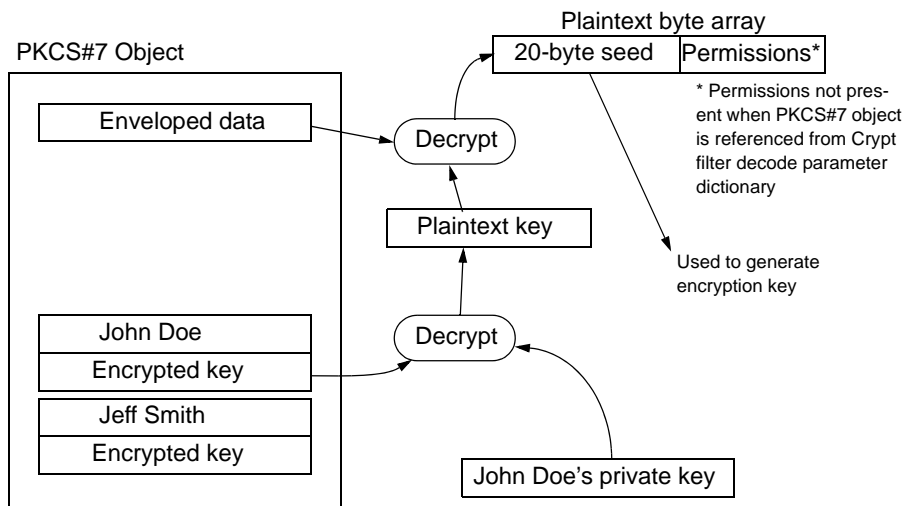 Plaintext byte array
PKCS#7 Object
20-byte seed
Permissions*
* Permissions not pres-
ent when PKCS#7 object
is referenced from Crypt
filter decode parameter
dictionary
Enveloped data
Decrypt
Plaintext key
Used to generate
encryption key
John Doe
Decrypt
Encrypted key
Jeff Smith
Encrypted key
John Doe's private key